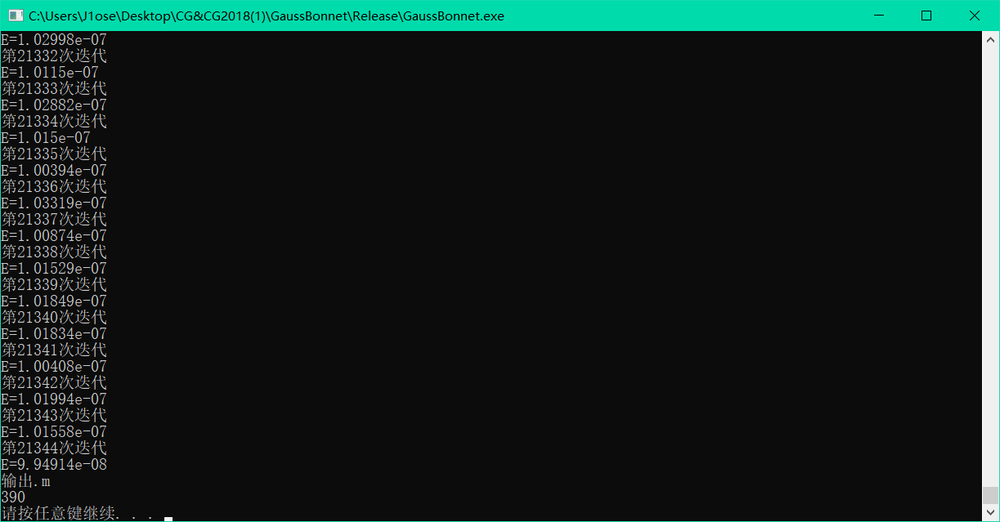 C:\Users\J1ose\Desktop\CG&CG2018(1)\GaussBonnet\Release\GaussBonnet.exe
E=1.02998e-07
第21332次迭代
E=1.0115e-07
第21333次迭代
E=1.02882e-07
第21334次迭代
E=1.015e-07
第21335次迭代
E=1.00394e-07
第21336次迭代
E=1.03319e-07
第21337次迭代
E=1.00874e-07
第21338次迭代
E=1.01529e-07
第21339次迭代
E=1.01849e-07
第21340次迭代
E=1.01834e-07
第21341次迭代
E=1.00408e-07
第21342次迭代
E=1.01994e-07
第21343次迭代
E=1.01558e-07
第21344次迭代
E=9.94914e-08
输出.m
390
请按任意键继续. . .